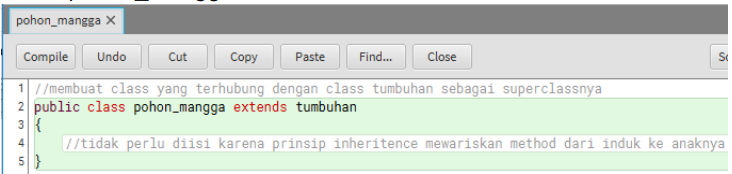 pohon_mangga X
Compile Undo Cut Copy Paste Find... Close
1 //membuat class yang terhubung dengan class tumbuhan sebagai superclassnya
2 public class pohon_mangga extends tumbuhan
3 {
4 //tidak perlu diisi karena prinsip inheritence mewariskan method dari induk ke anaknya
5 }